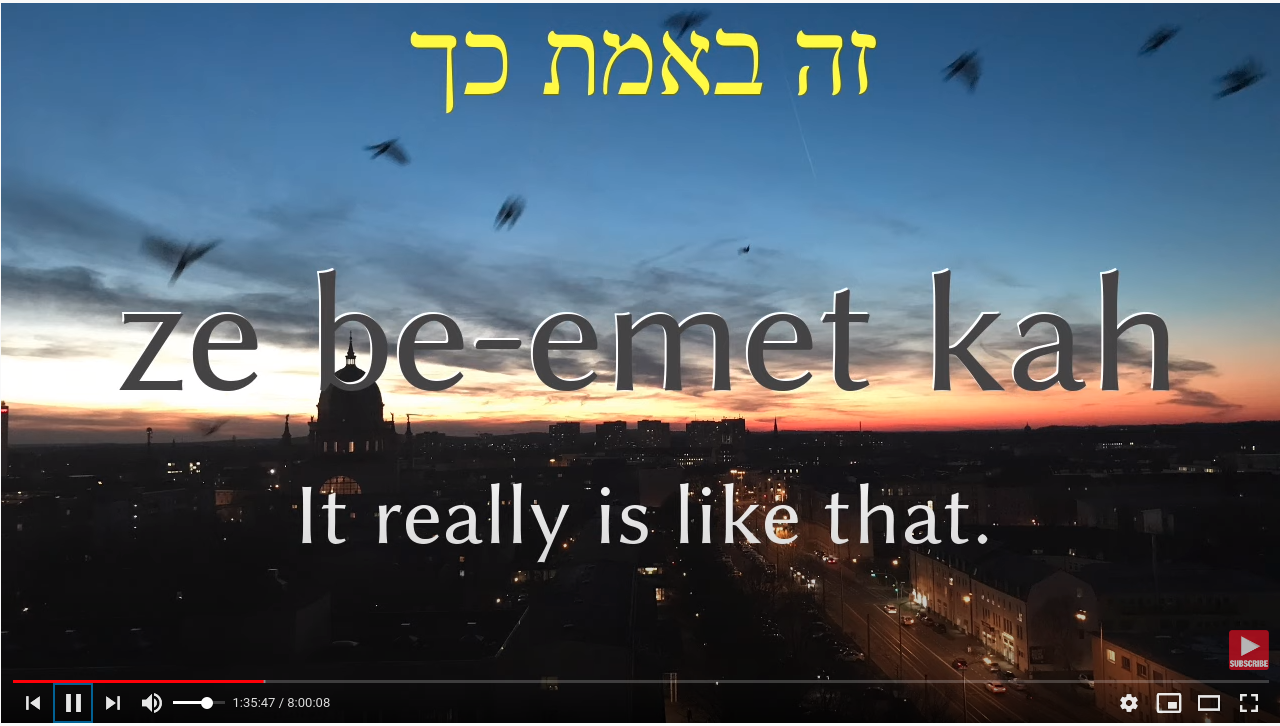 זה באמת כך
ze be-emet kah
It really is like that.
SUBSCRIBE
1:35:47 / 8:00:08